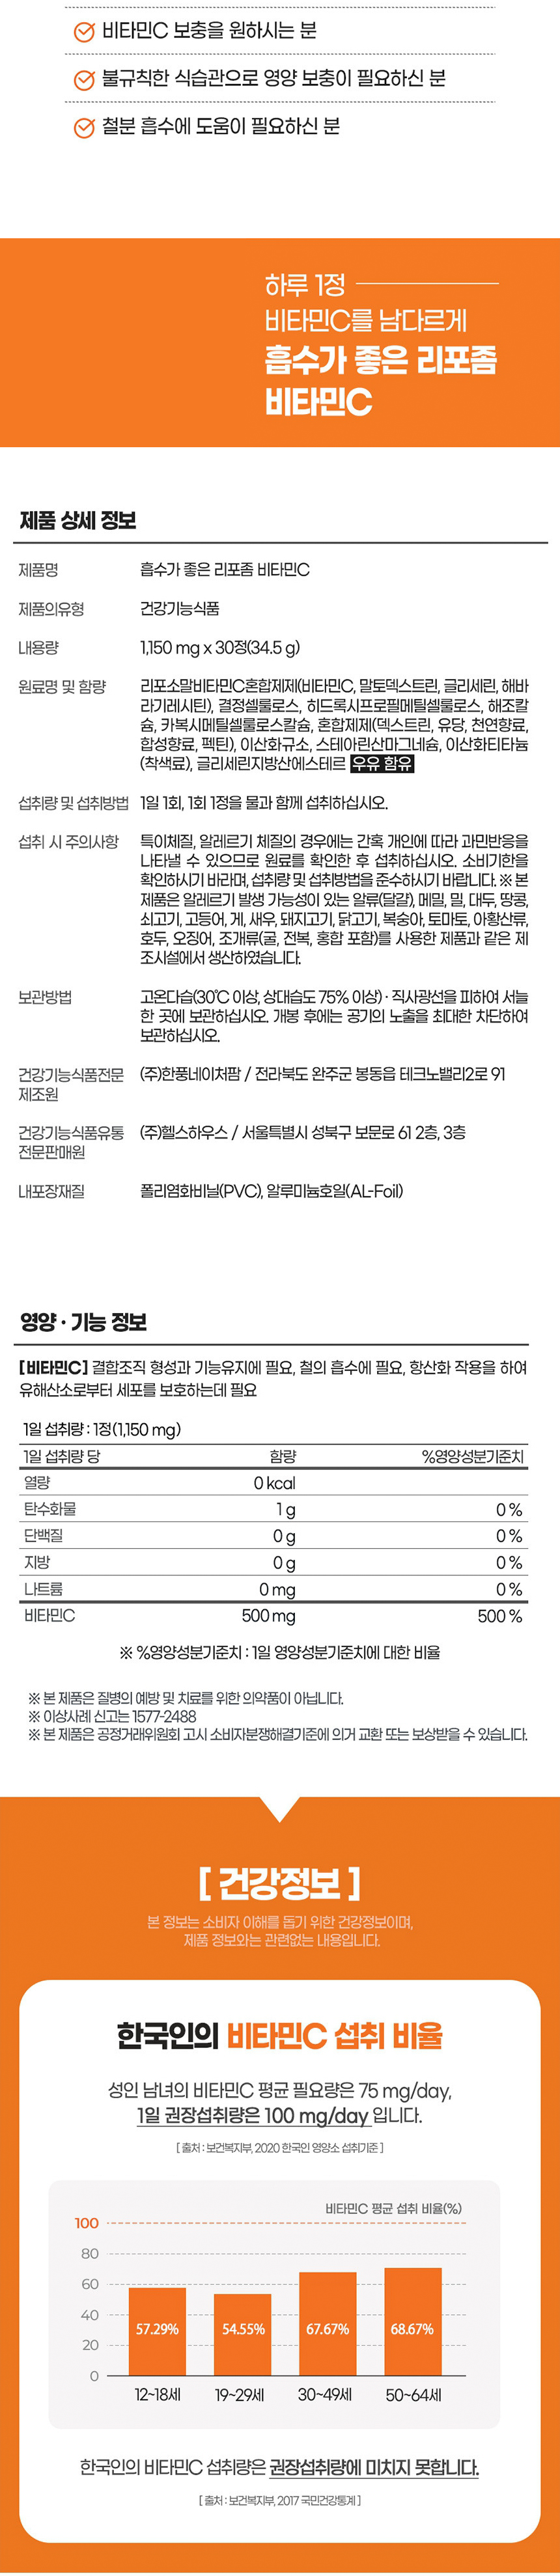 비타민C 보충을 원하시는 분
불규칙한 식습관으로 영양 보충이 필요하신 분
철분 흡수에 도움이 필요하신 분
하루 1정
비타민C를 남다르게
흡수가 좋은 리포좀
비타민C
제품 상세 정보
제품명 흡수가 좋은 리포좀 비타민C
제품의유형 건강기능식품
내용량 1,150 mg x 30정(34.5 g)
원료명 및 함량 리포소말비타민C혼합제제(비타민C, 말토덱스트린, 글리세린, 해바
라기레시틴), 결정셀룰로스, 히드록시프로필메틸셀룰로스, 해조칼
슘, 카복시메틸셀룰로스칼슘, 혼합제제(덱스트린, 유당, 천연향료,
합성향료, 펙틴), 이산화규소, 스테아린산마그네슘, 이산화티타늄
(착색료), 글리세린지방산에스테르 우유 함유
섭취량 및 섭취방법 1일 1회, 1회 1정을 물과 함께 섭취하십시오.
섭취 시 주의사항 특이체질, 알레르기 체질의 경우에는 간혹 개인에 따라 과민반응을
나타낼 수 있으므로 원료를 확인한 후 섭취하십시오. 소비기한을
확인하시기 바라며, 섭취량 및 섭취방법을 준수하시기 바랍니다. ※ 본
제품은 알레르기 발생 가능성이 있는 알류(달걀), 메밀, 밀, 대두, 땅콩,
쇠고기, 고등어, 게, 새우, 돼지고기, 닭고기, 복숭아, 토마토, 아황산류,
호두, 오징어, 조개류(굴, 전복, 홍합 포함)를 사용한 제품과 같은 제
조시설에서 생산하였습니다.
보관방법 고온다습(30℃ 이상, 상대습도 75% 이상)·직사광선을 피하여 서늘
한 곳에 보관하십시오. 개봉 후에는 공기의 노출을 최대한 차단하여
보관하십시오.
건강기능식품전문 (주)한풍네이처팜 / 전라북도 완주군 봉동읍 테크노밸리2로 91
제조원
건강기능식품유통 (주)헬스하우스 / 서울특별시 성북구 보문로 61 2층, 3층
전문판매원
내포장재질 폴리염화비닐(PVC), 알루미늄호일(AL-Foil)
영양·기능 정보
[비타민C] 결합조직 형성과 기능유지에 필요, 철의 흡수에 필요, 항산화 작용을 하여
유해산소로부터 세포를 보호하는데 필요
1일 섭취량 : 1정(1,150 mg)
1일 섭취량 당 함량 %영양성분기준치
열량 0 kcal
탄수화물 1 g 0 %
단백질 0 g 0 %
지방 0 g 0 %
나트륨 0 mg 0 %
비타민C 500 mg 500 %
※ %영양성분기준치 : 1일 영양성분기준치에 대한 비율
※ 본 제품은 질병의 예방 및 치료를 위한 의약품이 아닙니다.
※ 이상사례 신고는 1577-2488
※ 본 제품은 공정거래위원회 고시 소비자분쟁해결기준에 의거 교환 또는 보상받을 수 있습니다.
[ 건강정보 ]
본 정보는 소비자 이해를 돕기 위한 건강정보이며,
제품 정보와는 관련없는 내용입니다.
한국인의 비타민C 섭취 비율
성인 남녀의 비타민C 평균 필요량은 75 mg/day,
1일 권장섭취량은 100 mg/day 입니다.
[ 출처 : 보건복지부, 2020 한국인 영양소 섭취기준 ]
비타민C 평균 섭취 비율(%)
100
80
60
40
20
0
57.29% 54.55% 67.67% 68.67%
12~18세 19~29세 30~49세 50~64세
한국인의 비타민C 섭취량은 권장섭취량에 미치지 못합니다.
[ 출처 : 보건복지부, 2017 국민건강통계 ]